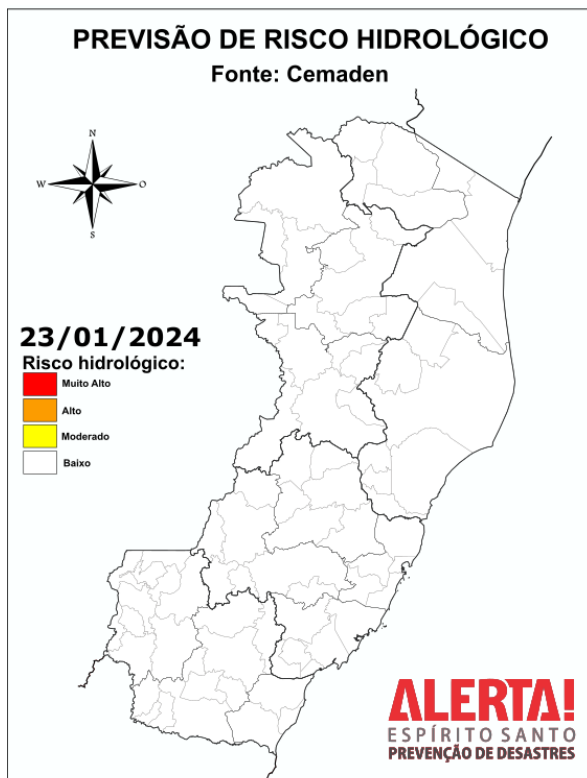 PREVISÃO DE RISCO HIDROLÓGICO
Fonte: Cemaden
N
W
O
S
23/01/2024
Risco hidrológico:
Muito Alto
Alto
Moderado
Baixo
ALERTA!
ESPÍRITO SANTO
PREVENÇÃO DE DESASTRES